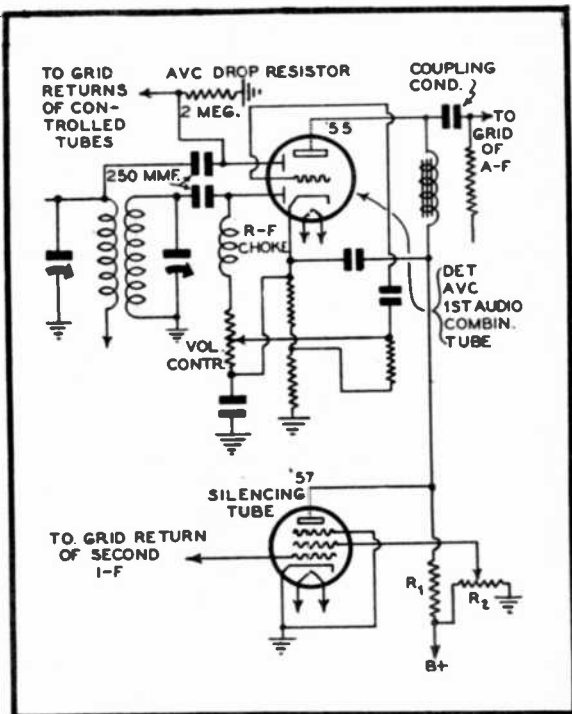 TO GRID
RETURNS
OF CON-
TROLLED
TUBES
AVC DROP RESISTOR
2 MEG.
'55
COUPLING
COND.
TO
GRID
OF
A-F
250 MMF.
R-F
CHOKE
VOL.
CONTR.
DET
AVC
1ST AUDIO
COMBIN.
TUBE
'57
SILENCING
TUBE
TO GRID RETURN
OF SECOND
I-F
R1
R2
B+